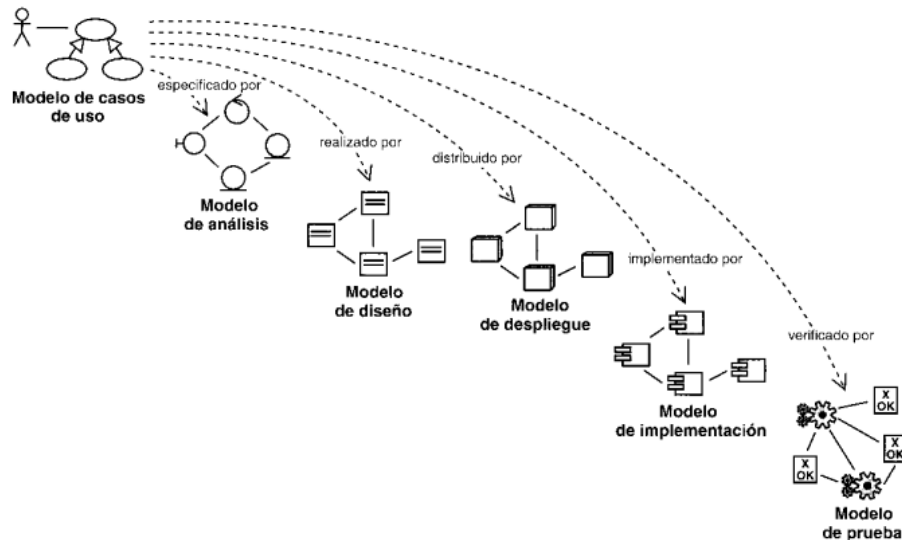 Modelo de casos
de uso
especificado por
Modelo
de análisis
realizado por
Modelo
de diseño
distribuido por
Modelo
de despliegue
implementado por
Modelo
de implementación
verificado por
X
OK
X
OK
X
OK
Modelo
de prueba